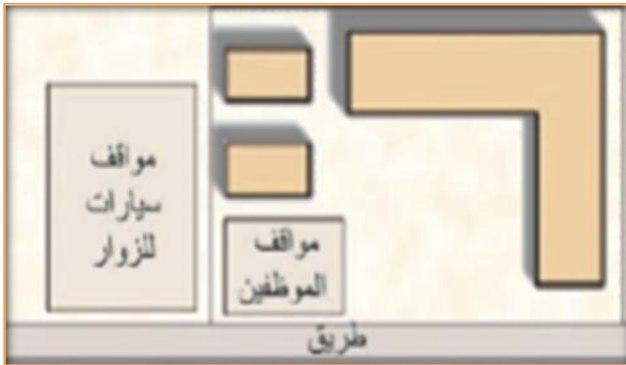 مواقف
سيارات
للزوار
مواقف
الموظفين
طريق